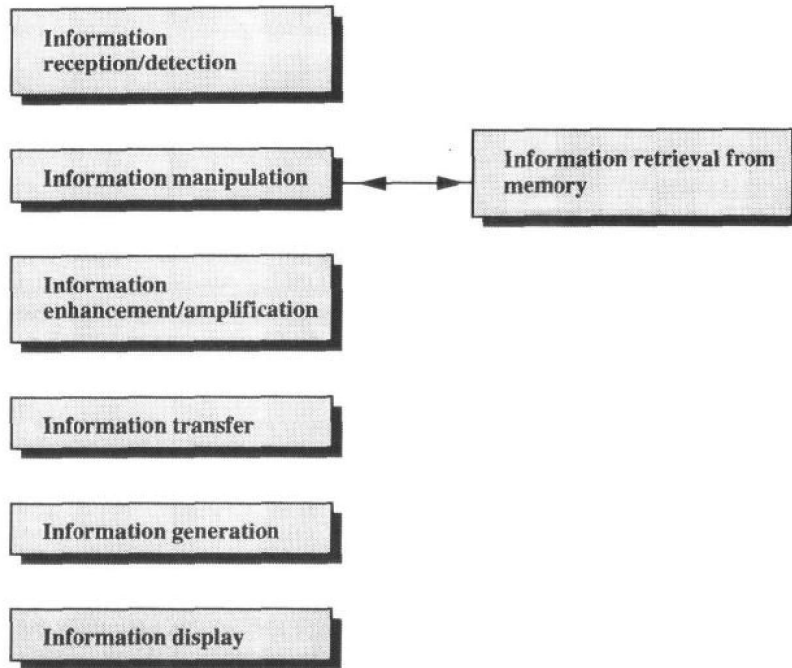 Information
reception/detection
Information manipulation
Information retrieval from
memory
Information
enhancement/amplification
Information transfer
Information generation
Information display